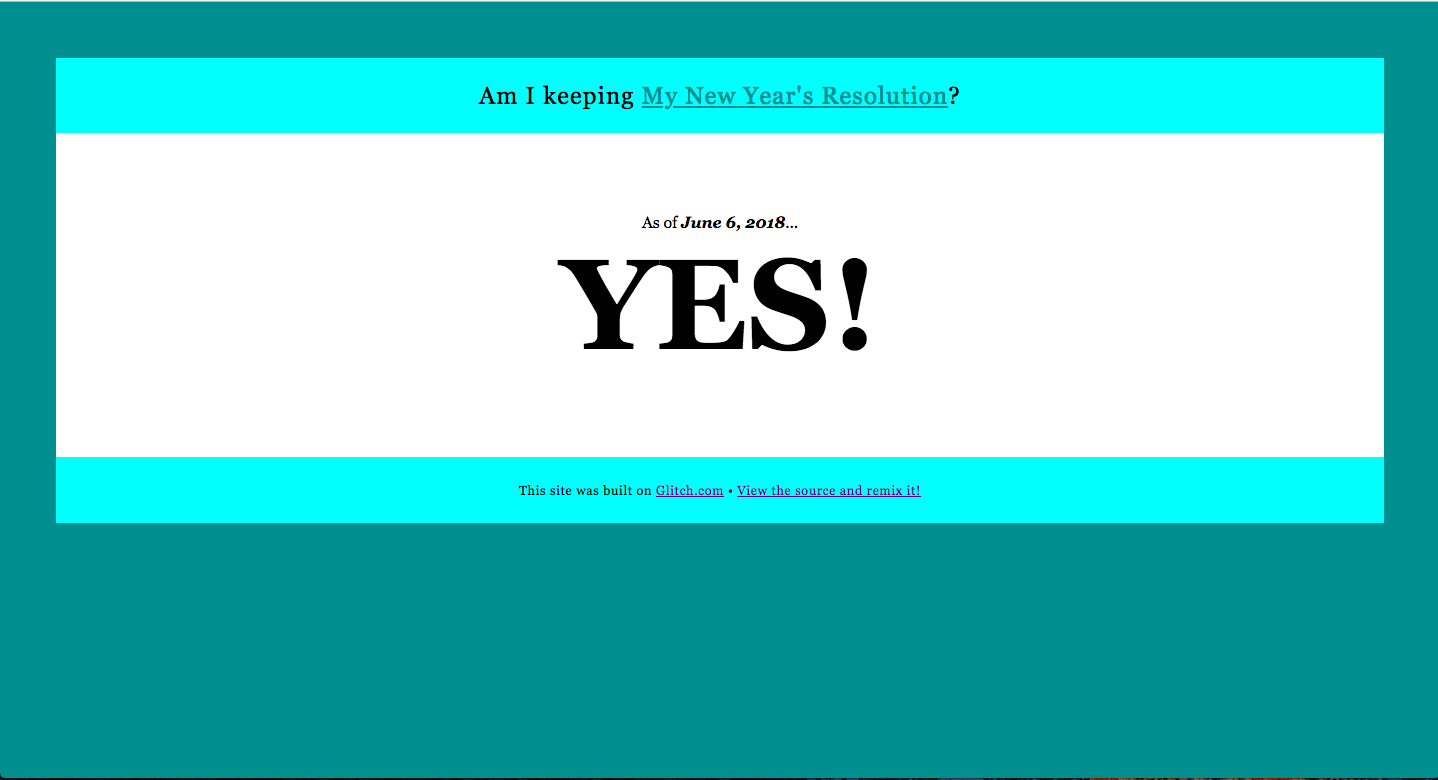 Am I keeping My New Year's Resolution?
As of June 6, 2018...
YES!
This site was built on Glitch.com • View the source and remix it!